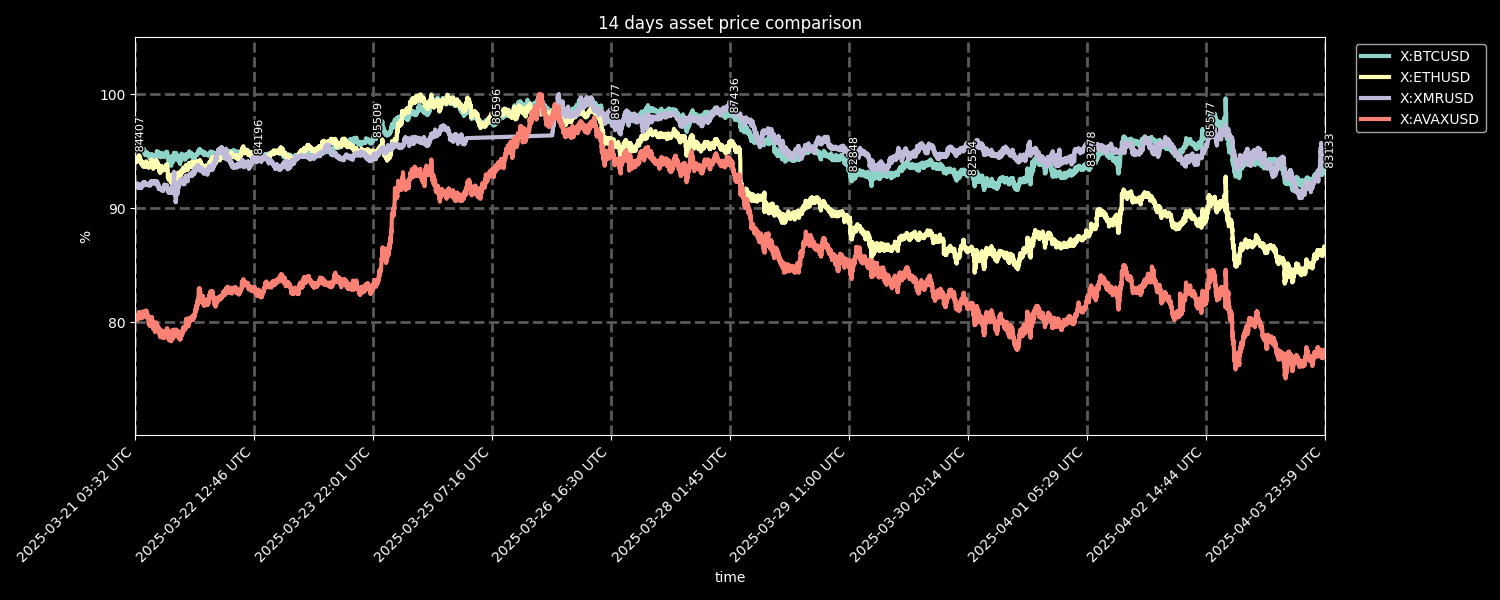 14 days asset price comparison
X:BTCUSD
X:ETHUSD
X:XMRUSD
X:AVAXUSD
%
100
90
80
84407
84196
85509
86596
86977
87436
82848
82554
83278
85577
83133
2025-03-21 03:32 UTC
2025-03-22 12:46 UTC
2025-03-23 22:01 UTC
2025-03-25 07:16 UTC
2025-03-26 16:30 UTC
2025-03-28 01:45 UTC
2025-03-29 11:00 UTC
2025-03-30 20:14 UTC
2025-04-01 05:29 UTC
2025-04-02 14:44 UTC
2025-04-03 23:59 UTC
time